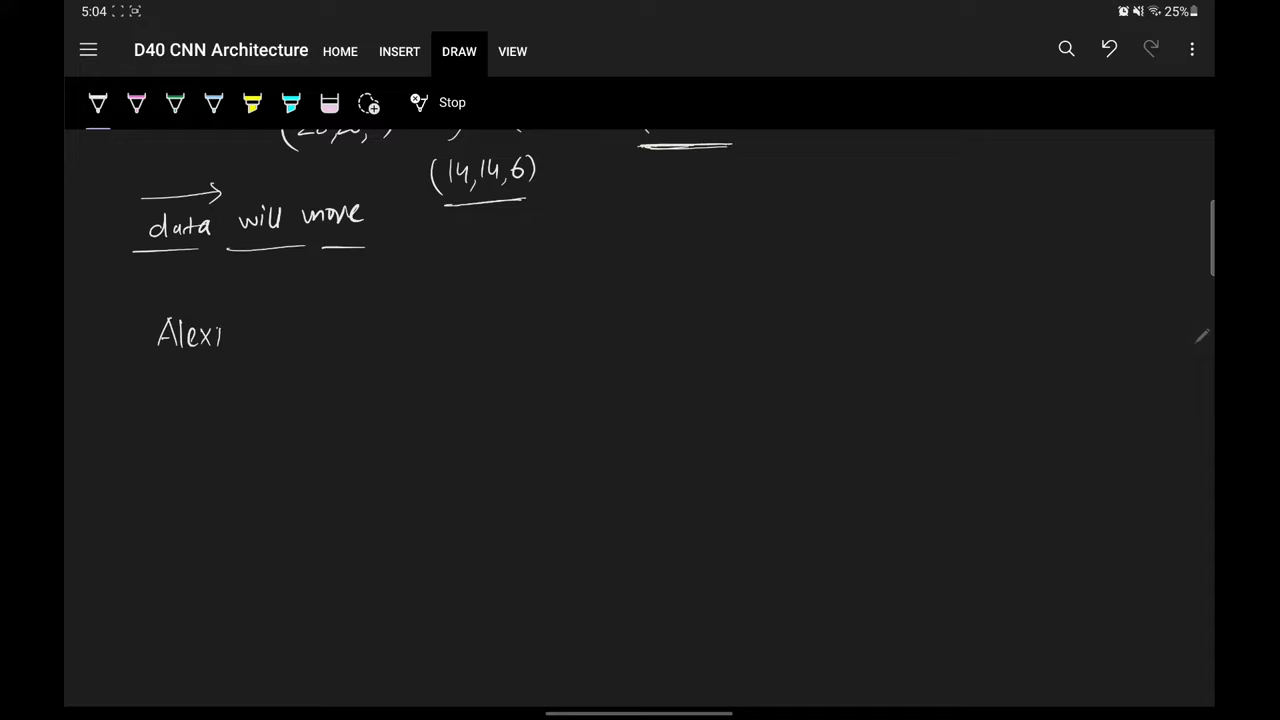 5:04 25%
D40 CNN Architecture HOME INSERT DRAW VIEW
Stop
(14,14,6)
data will move
Alex